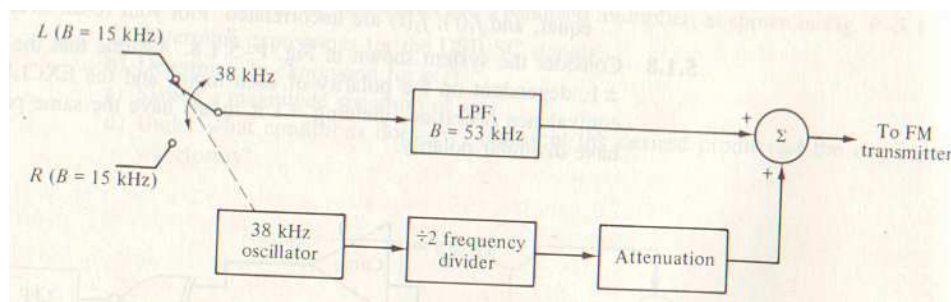 L (B = 15 kHz)
38 kHz
R (B = 15 kHz)
LPF,
B = 53 kHz
+
Σ
+
To FM
transmitter
38 kHz
oscillator
÷2 frequency
divider
Attenuation